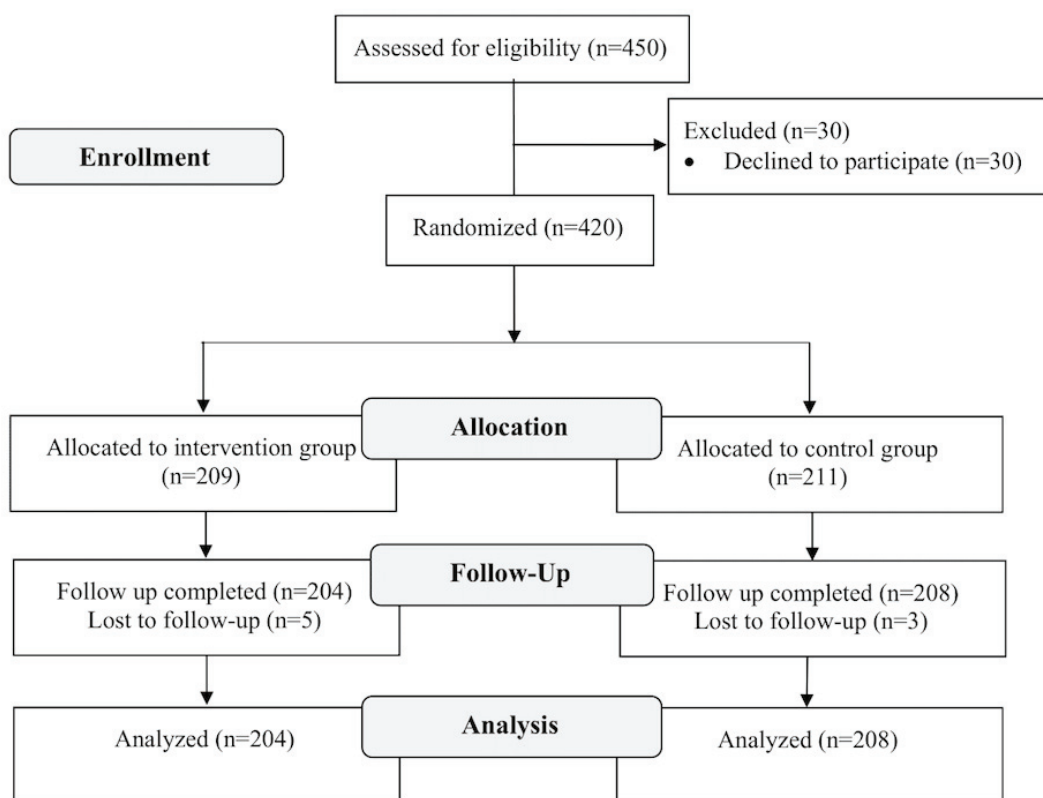 Assessed for eligibility (n=450)
Excluded (n=30)
• Declined to participate (n=30)
Enrollment
Randomized (n=420)
Allocation
Allocated to intervention group
(n=209)
Allocated to control group
(n=211)
Follow-Up
Follow up completed (n=204)
Lost to follow-up (n=5)
Follow up completed (n=208)
Lost to follow-up (n=3)
Analysis
Analyzed (n=204)
Analyzed (n=208)